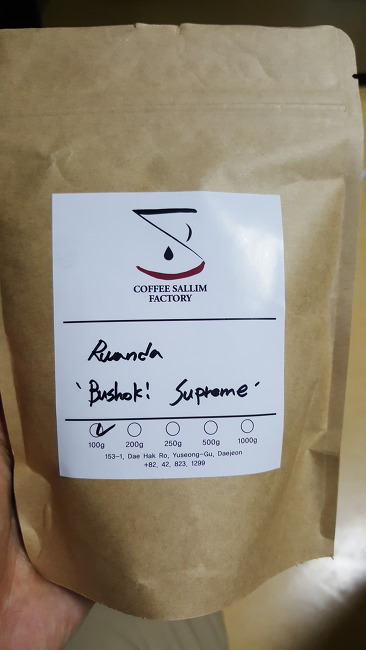 COFFEE SALLIM
FACTORY
Ruanda
'Bushoki Supreme'
100g 200g 250g 500g 1000g
153-1, Dae Hak Ro, Yuseong-Gu, Daejeon
+82, 42, 823, 1299